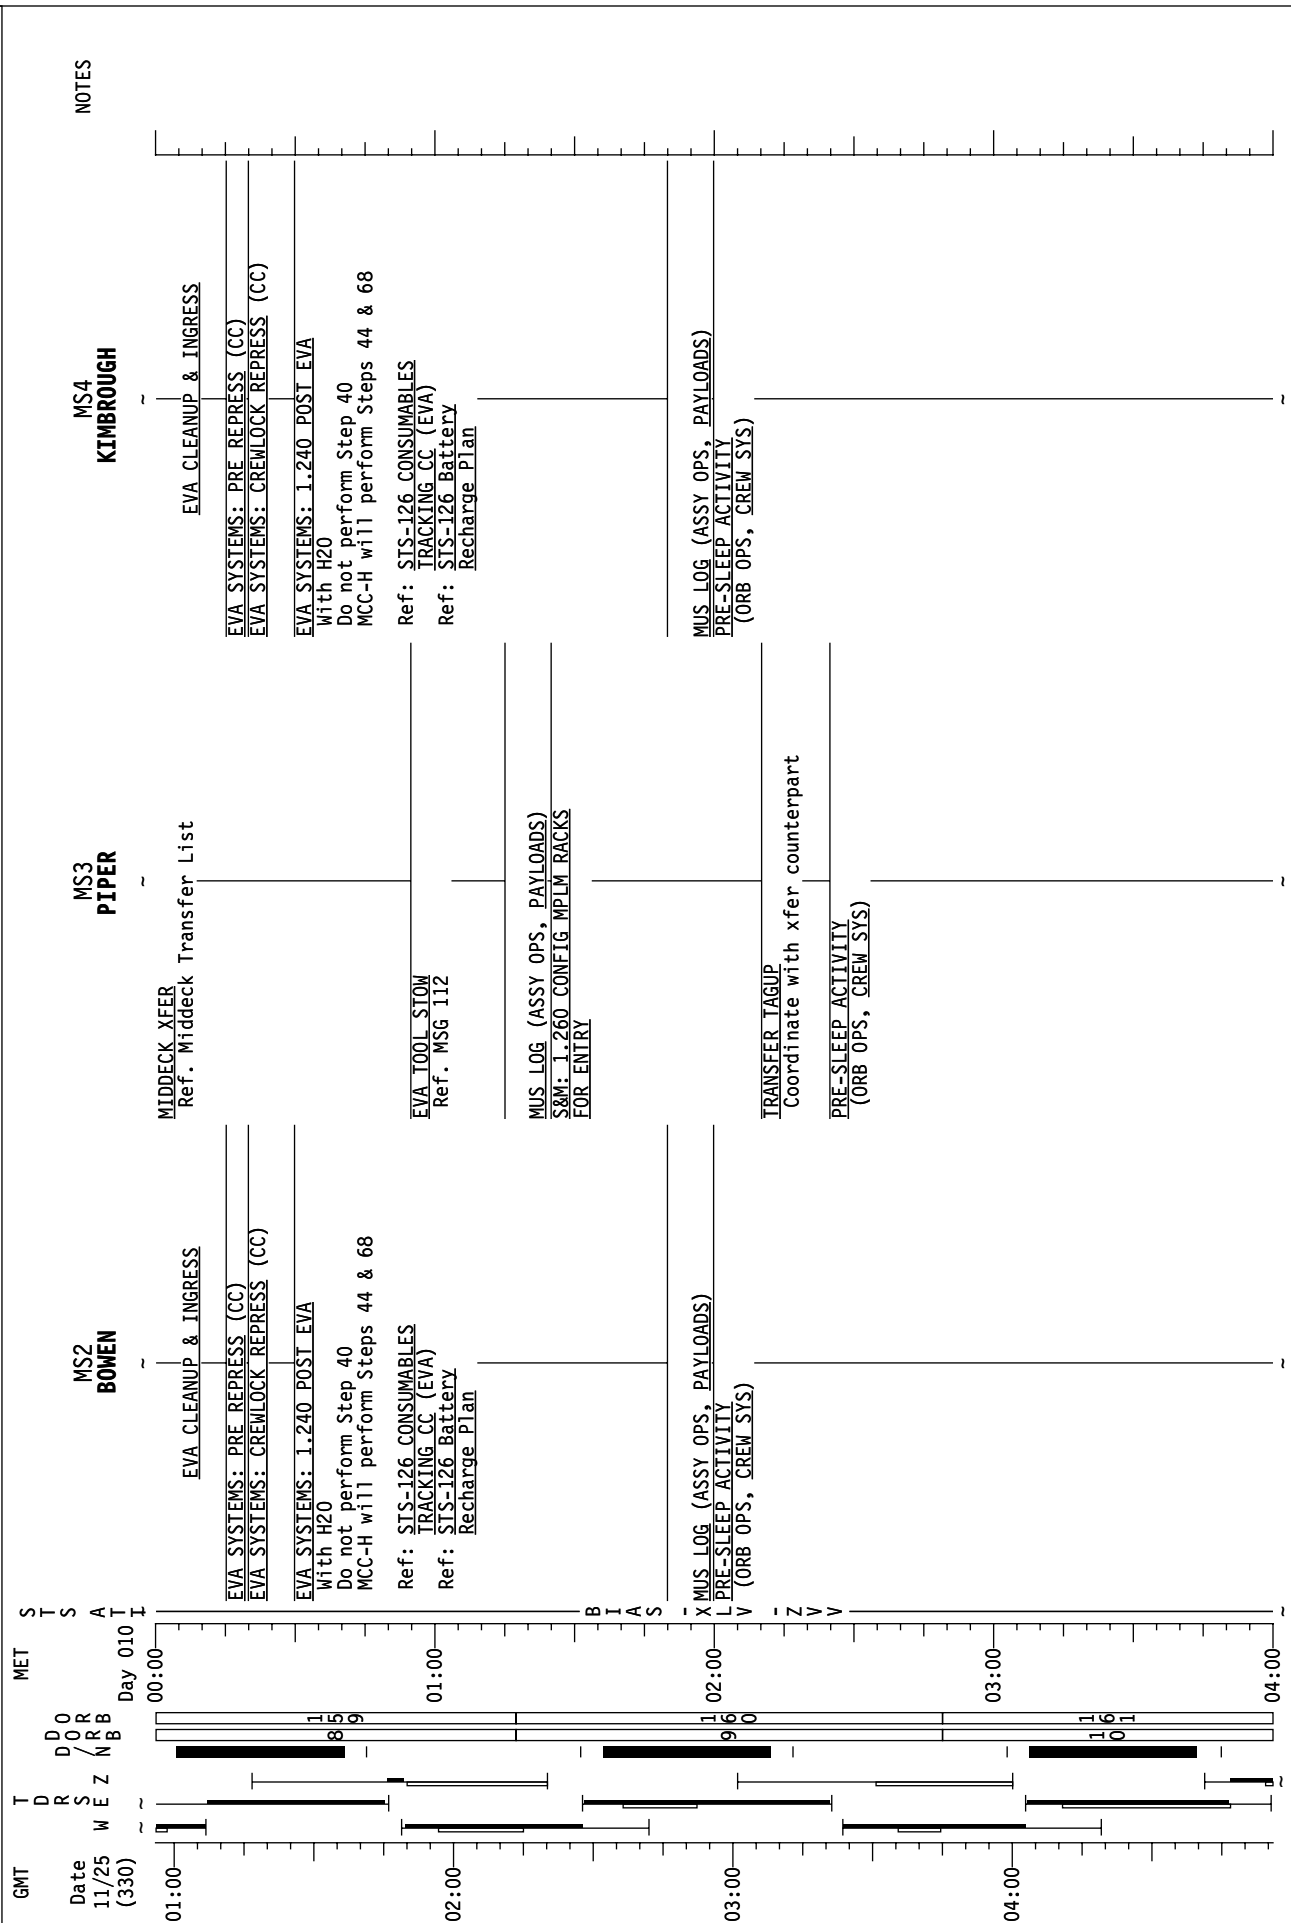 GMT
Date
11/25
(330)
01:00
02:00
03:00
04:00
T
D
R
S
W E Z
D
D O
/ R
N B
8
9
10
D
O
R
B
159
160
161
MET
Day 010
00:00
01:00
02:00
03:00
04:00
S
T
S
A
T
T
BIAS -XLV -ZVV
MS2
BOWEN
EVA CLEANUP & INGRESS
EVA SYSTEMS: PRE REPRESS (CC)
EVA SYSTEMS: CREWLOCK REPRESS (CC)
EVA SYSTEMS: 1.240 POST EVA
With H2O
Do not perform Step 40
MCC-H will perform Steps 44 & 68
Ref: STS-126 CONSUMABLES
TRACKING CC (EVA)
Ref: STS-126 Battery
Recharge Plan
MUS LOG (ASSY OPS, PAYLOADS)
PRE-SLEEP ACTIVITY
(ORB OPS, CREW SYS)
MS3
PIPER
MIDDECK XFER
Ref. Middeck Transfer List
EVA TOOL STOW
Ref. MSG 112
MUS LOG (ASSY OPS, PAYLOADS)
S&M: 1.260 CONFIG MPLM RACKS
FOR ENTRY
TRANSFER TAGUP
Coordinate with xfer counterpart
PRE-SLEEP ACTIVITY
(ORB OPS, CREW SYS)
MS4
KIMBROUGH
EVA CLEANUP & INGRESS
EVA SYSTEMS: PRE REPRESS (CC)
EVA SYSTEMS: CREWLOCK REPRESS (CC)
EVA SYSTEMS: 1.240 POST EVA
With H2O
Do not perform Step 40
MCC-H will perform Steps 44 & 68
Ref: STS-126 CONSUMABLES
TRACKING CC (EVA)
Ref: STS-126 Battery
Recharge Plan
MUS LOG (ASSY OPS, PAYLOADS)
PRE-SLEEP ACTIVITY
(ORB OPS, CREW SYS)
NOTES